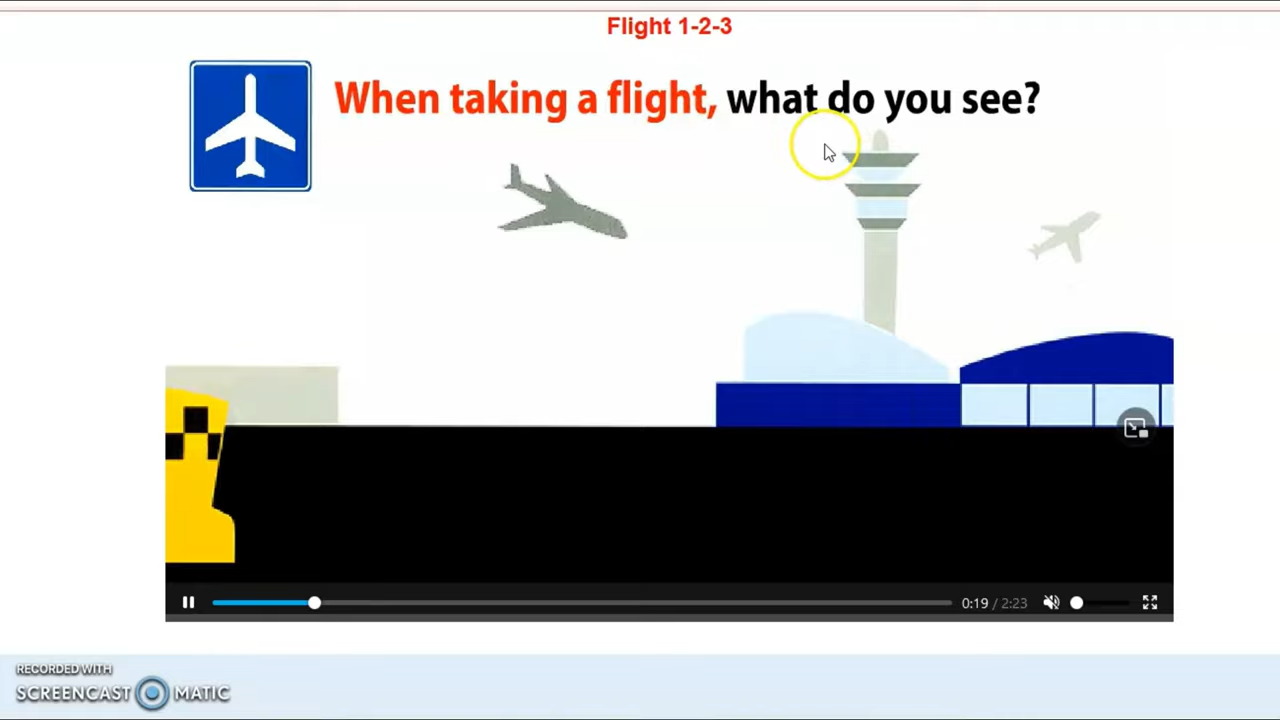 Flight 1-2-3
When taking a flight, what do you see?
0:19 / 2:23
RECORDED WITH
SCREENCAST MATIC